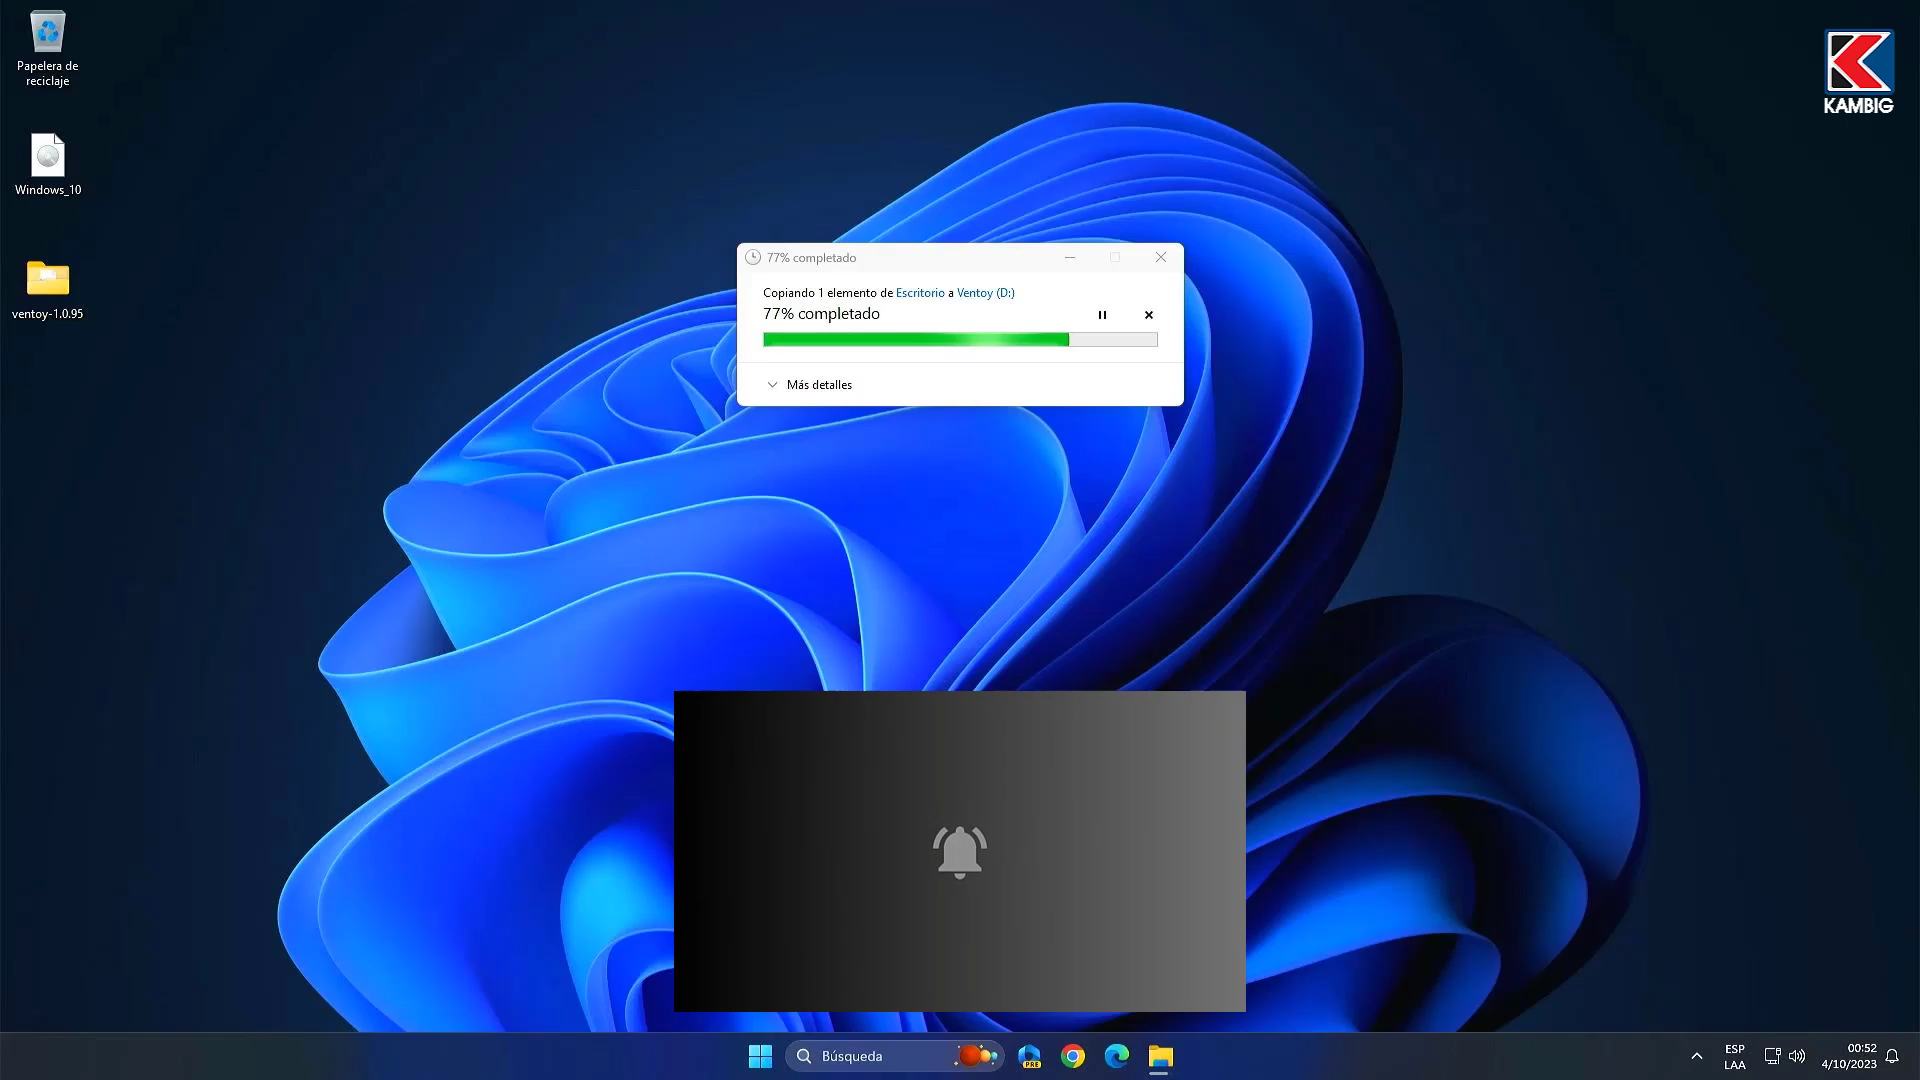 Papelera de
reciclaje
Windows_10
ventoy-1.0.95
KAMBIG
77% completado
Copiando 1 elemento de Escritorio a Ventoy (D:)
77% completado
Más detalles
Búsqueda
PRE
ESP
LAA
00:52
4/10/2023